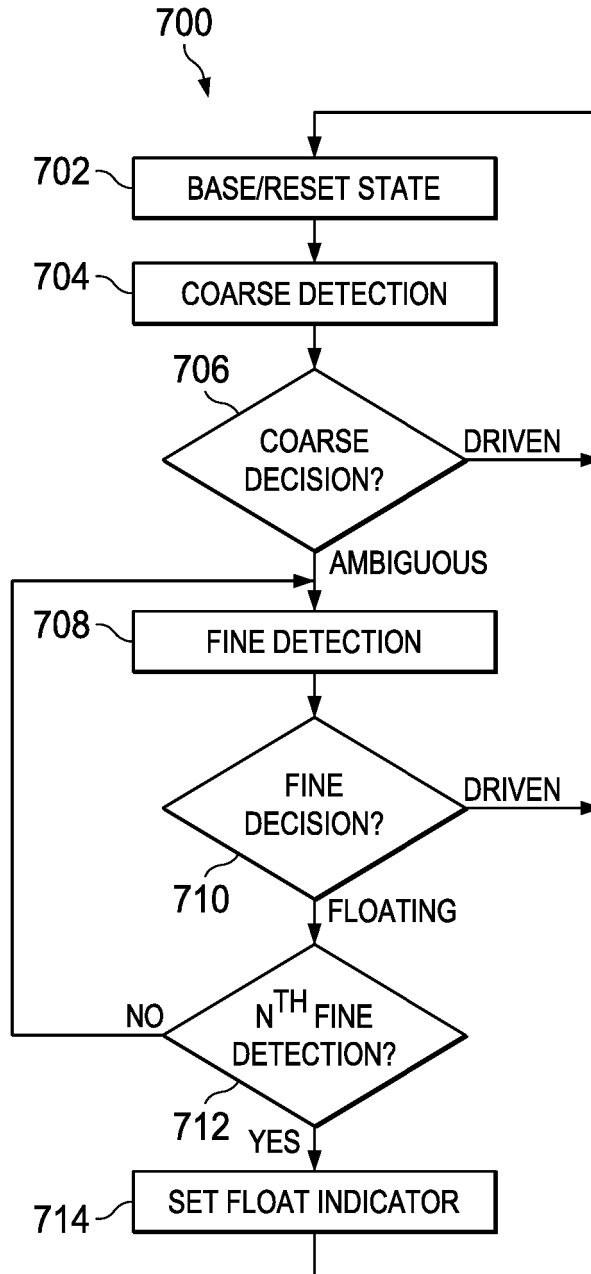 700
702
BASE/RESET STATE
704
COARSE DETECTION
706
COARSE
DECISION?
DRIVEN
AMBIGUOUS
708
FINE DETECTION
FINE
DECISION?
DRIVEN
710
FLOATING
NO
NTH FINE
DETECTION?
712
YES
714
SET FLOAT INDICATOR